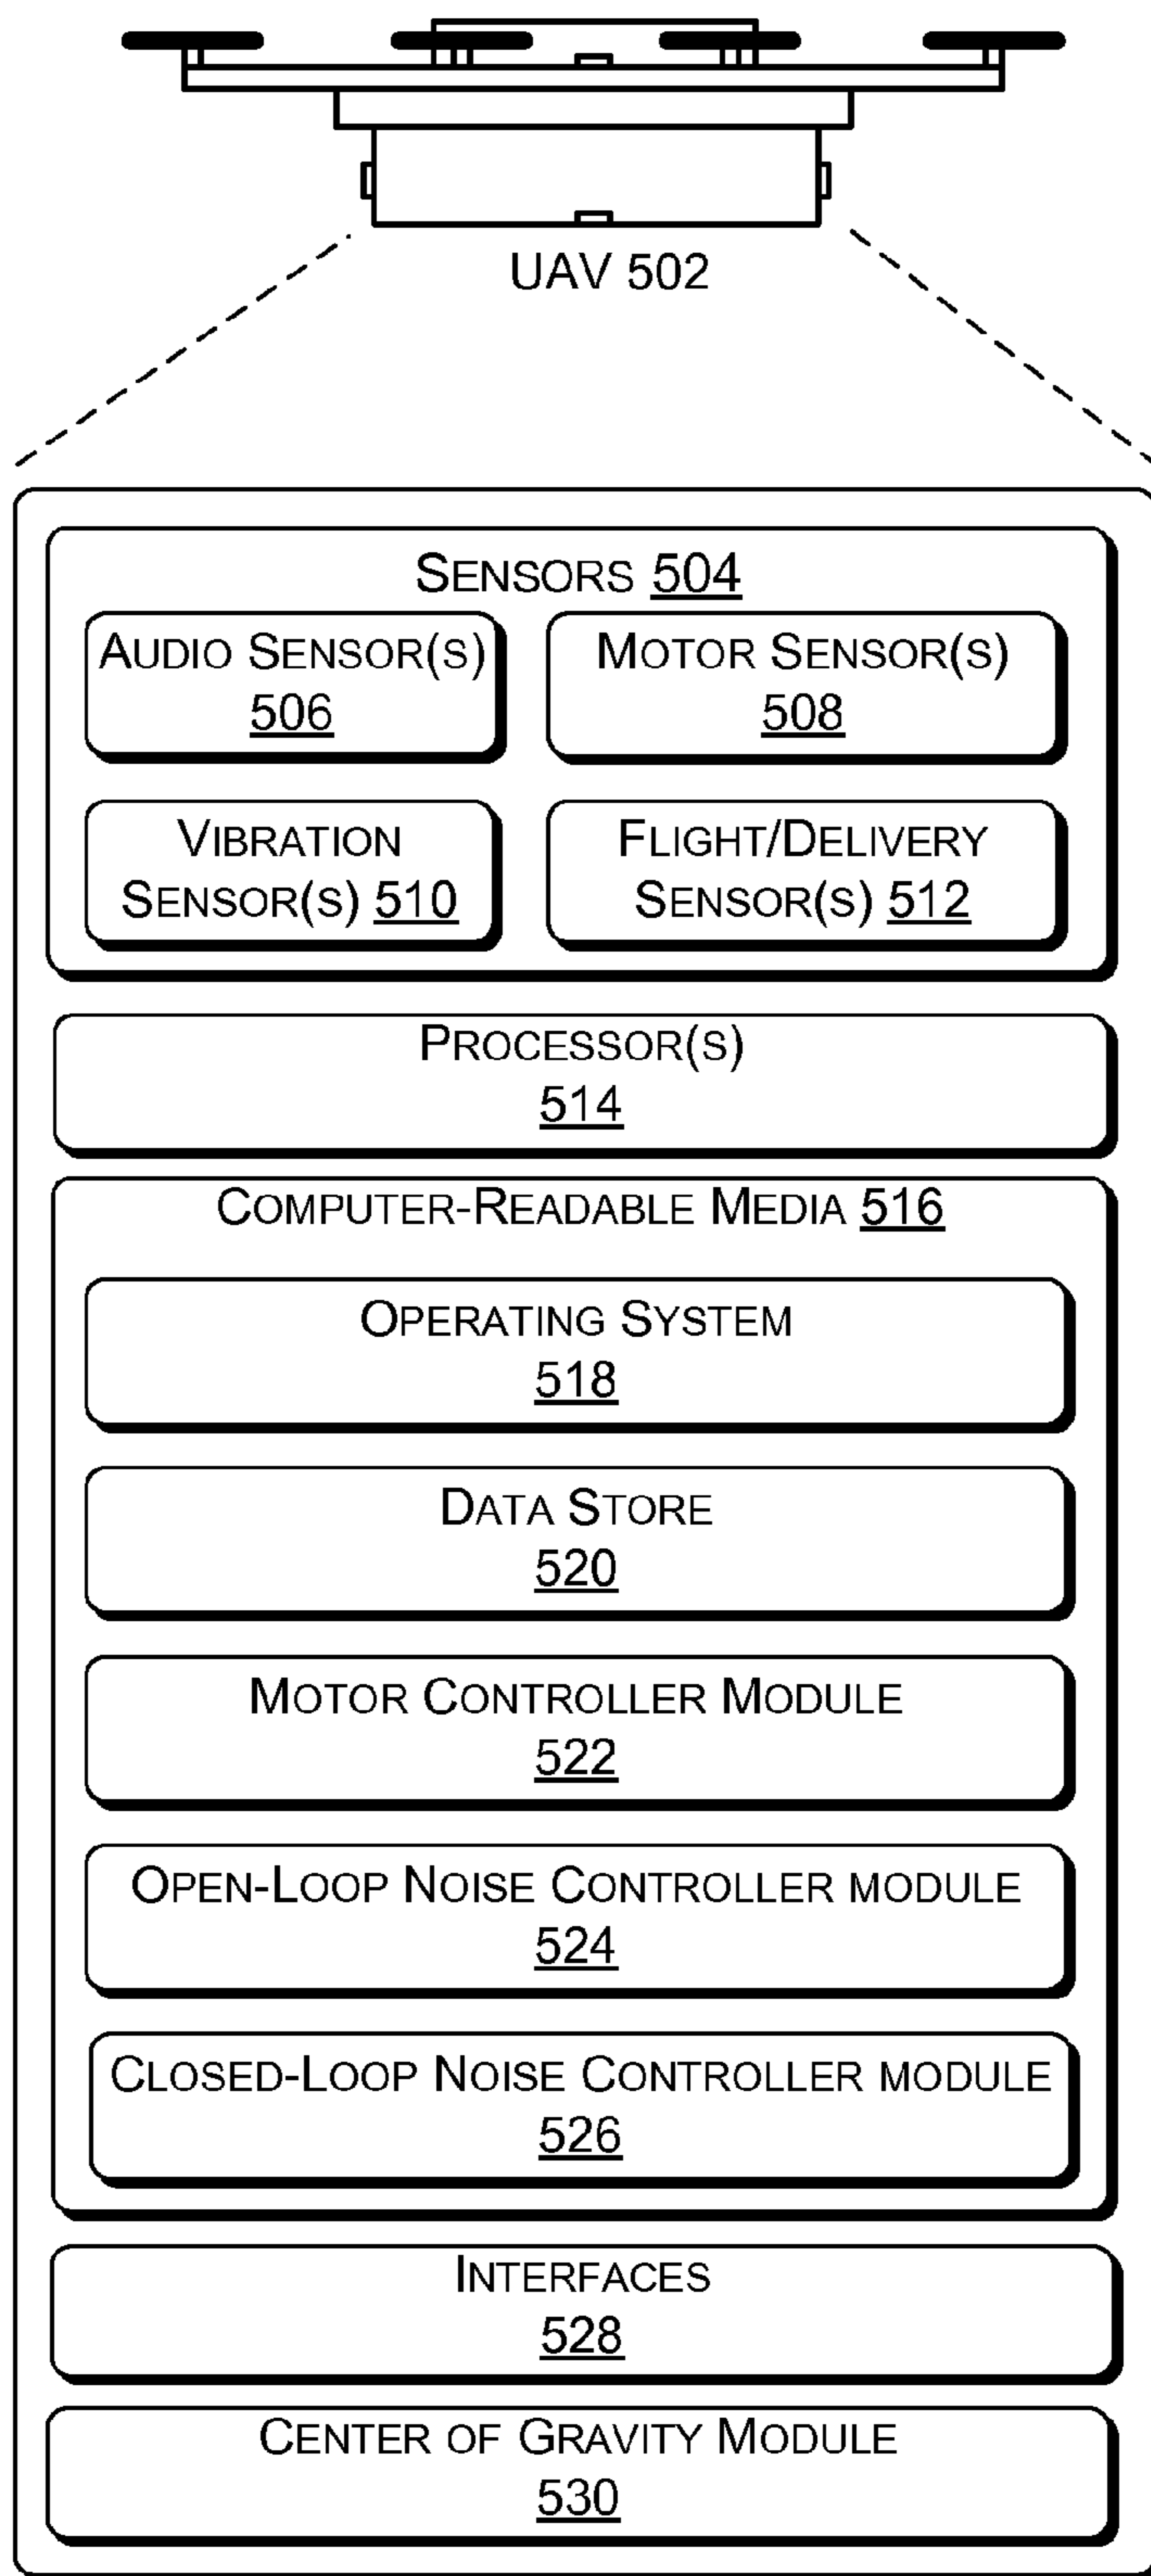 UAV 502
SENSORS 504
AUDIO SENSOR(S)
506
MOTOR SENSOR(S)
508
VIBRATION
SENSOR(S) 510
FLIGHT/DELIVERY
SENSOR(S) 512
PROCESSOR(S)
514
COMPUTER-READABLE MEDIA 516
OPERATING SYSTEM
518
DATA STORE
520
MOTOR CONTROLLER MODULE
522
OPEN-LOOP NOISE CONTROLLER MODULE
524
CLOSED-LOOP NOISE CONTROLLER MODULE
526
INTERFACES
528
CENTER OF GRAVITY MODULE
530